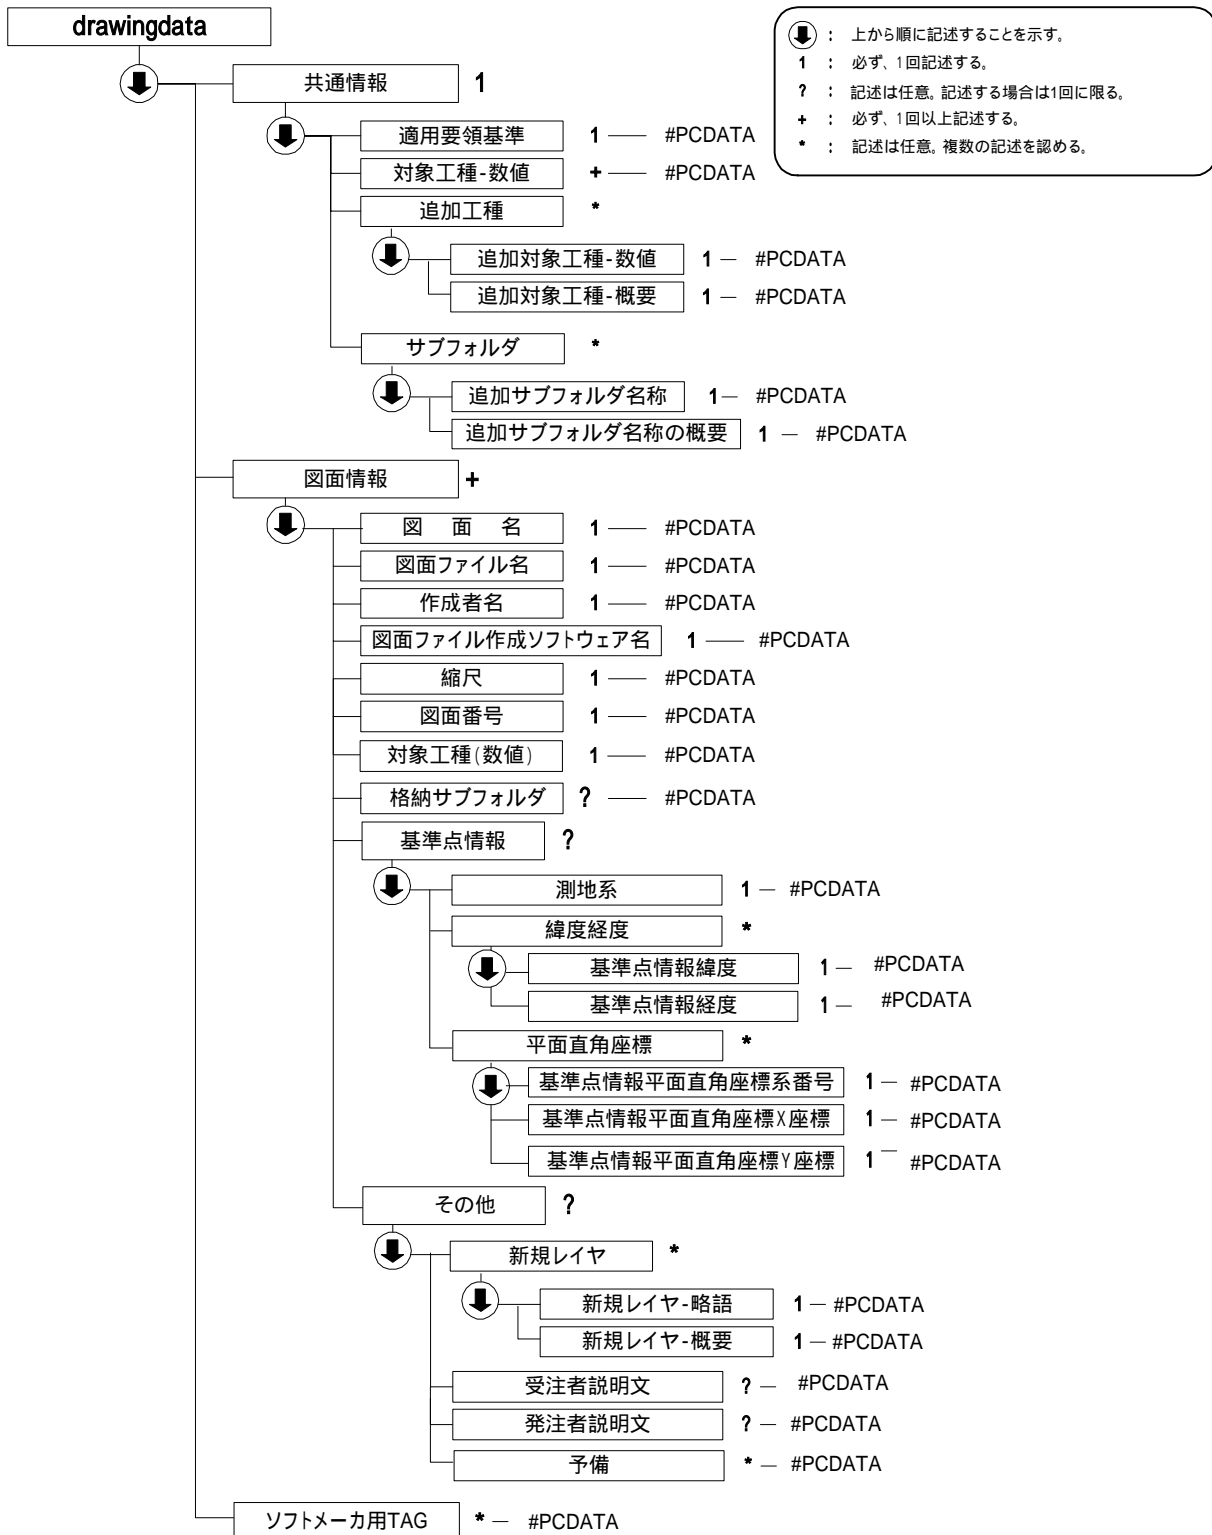 drawingdata
： 上から順に記述することを示す。
1 ： 必ず、1回記述する。
? ： 記述は任意。記述する場合は1回に限る。
+ ： 必ず、1回以上記述する。
* ： 記述は任意。複数の記述を認める。
共通情報 1
適用要領基準 1 — #PCDATA
対象工種-数値 + — #PCDATA
追加工種 *
追加対象工種-数値 1 — #PCDATA
追加対象工種-概要 1 — #PCDATA
サブフォルダ *
追加サブフォルダ名称 1 — #PCDATA
追加サブフォルダ名称の概要 1 — #PCDATA
図面情報 +
図 面 名 1 — #PCDATA
図面ファイル名 1 — #PCDATA
作成者名 1 — #PCDATA
図面ファイル作成ソフトウェア名 1 — #PCDATA
縮尺 1 — #PCDATA
図面番号 1 — #PCDATA
対象工種(数値) 1 — #PCDATA
格納サブフォルダ ? — #PCDATA
基準点情報 ?
測地系 1 — #PCDATA
緯度経度 *
基準点情報緯度 1 — #PCDATA
基準点情報経度 1 — #PCDATA
平面直角座標 *
基準点情報平面直角座標系番号 1 — #PCDATA
基準点情報平面直角座標X座標 1 — #PCDATA
基準点情報平面直角座標Y座標 1 — #PCDATA
その他 ?
新規レイヤ *
新規レイヤ-略語 1 — #PCDATA
新規レイヤ-概要 1 — #PCDATA
受注者説明文 ? — #PCDATA
発注者説明文 ? — #PCDATA
予備 * — #PCDATA
ソフトメーカ用TAG * — #PCDATA